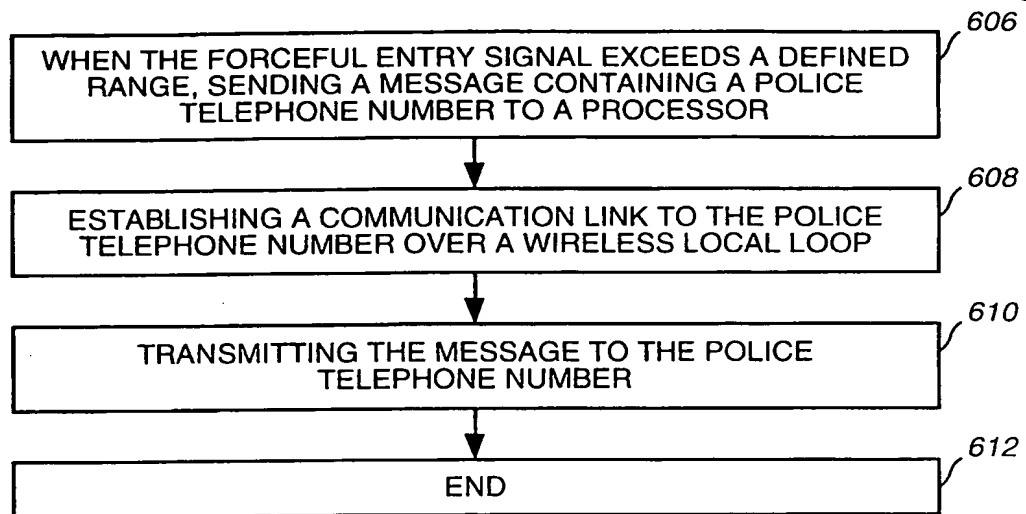 606
WHEN THE FORCEFUL ENTRY SIGNAL EXCEEDS A DEFINED
RANGE, SENDING A MESSAGE CONTAINING A POLICE
TELEPHONE NUMBER TO A PROCESSOR
608
ESTABLISHING A COMMUNICATION LINK TO THE POLICE
TELEPHONE NUMBER OVER A WIRELESS LOCAL LOOP
610
TRANSMITTING THE MESSAGE TO THE POLICE
TELEPHONE NUMBER
612
END